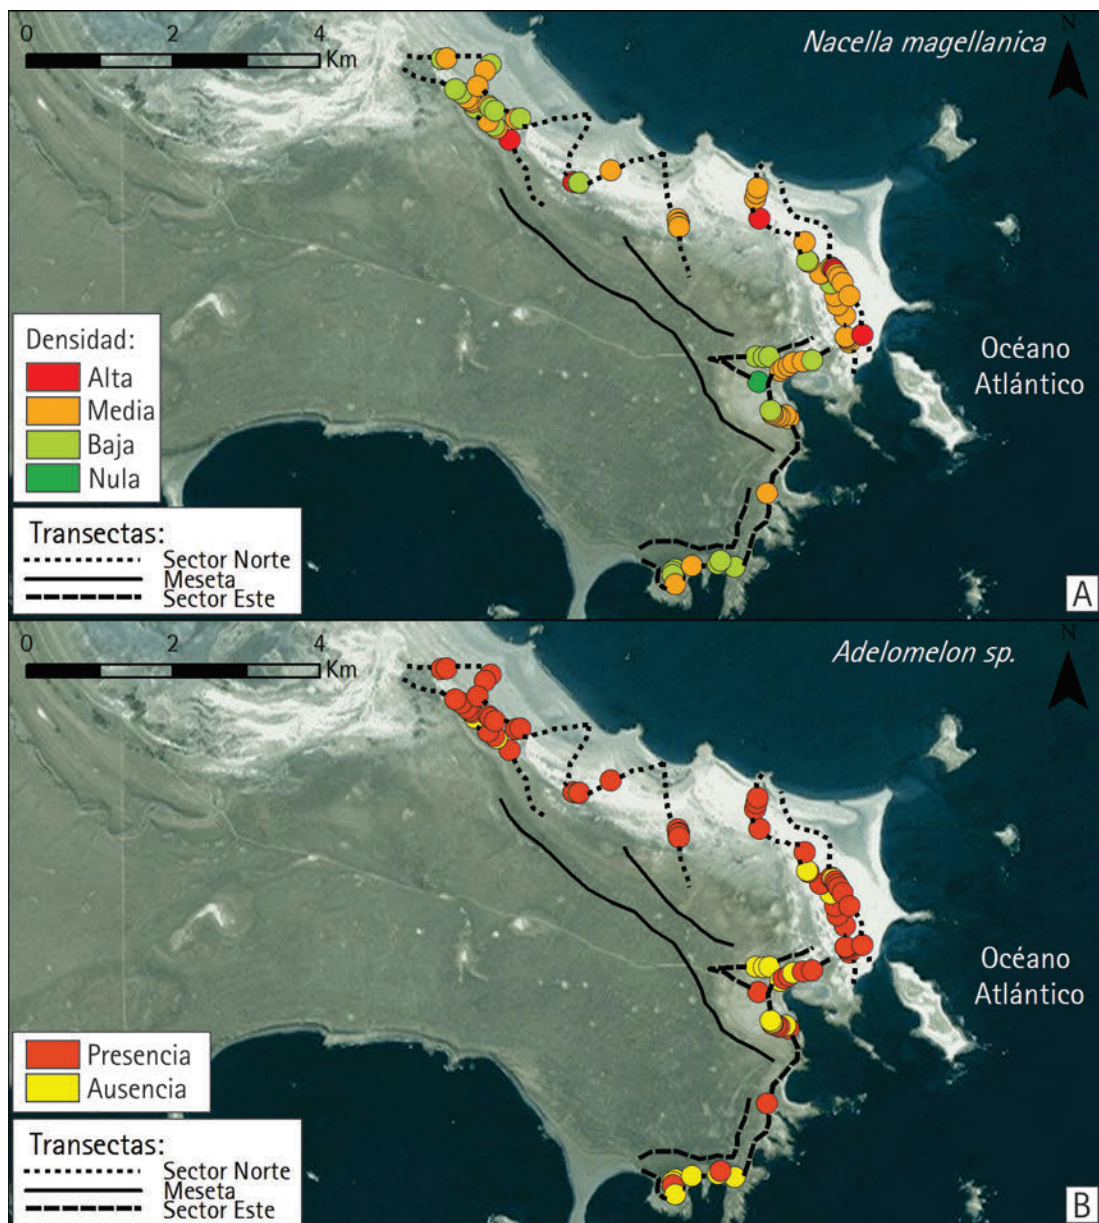 0 2 4
Km
Nacella magellanica
N
Densidad:
Alta
Media
Baja
Nula
Océano
Atlántico
Transectas:
Sector Norte
Meseta
Sector Este
A
0 2 4
Km
Adelomelon sp.
N
Océano
Atlántico
Presencia
Ausencia
Transectas:
Sector Norte
Meseta
Sector Este
B